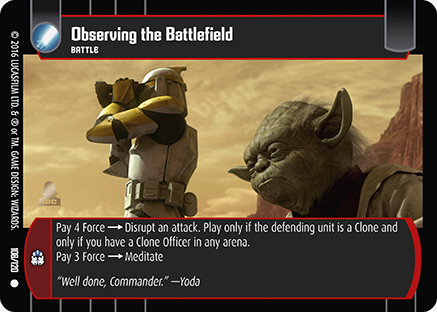 Observing the Battlefield
BATTLE
Pay 4 Force → Disrupt an attack. Play only if the defending unit is a Clone and
only if you have a Clone Officer in any arena.
Pay 3 Force → Meditate
“Well done, Commander.” —Yoda
© 2016 LUCASFILM LTD. & ® OR TM. GAME DESIGN: WIZARDS.